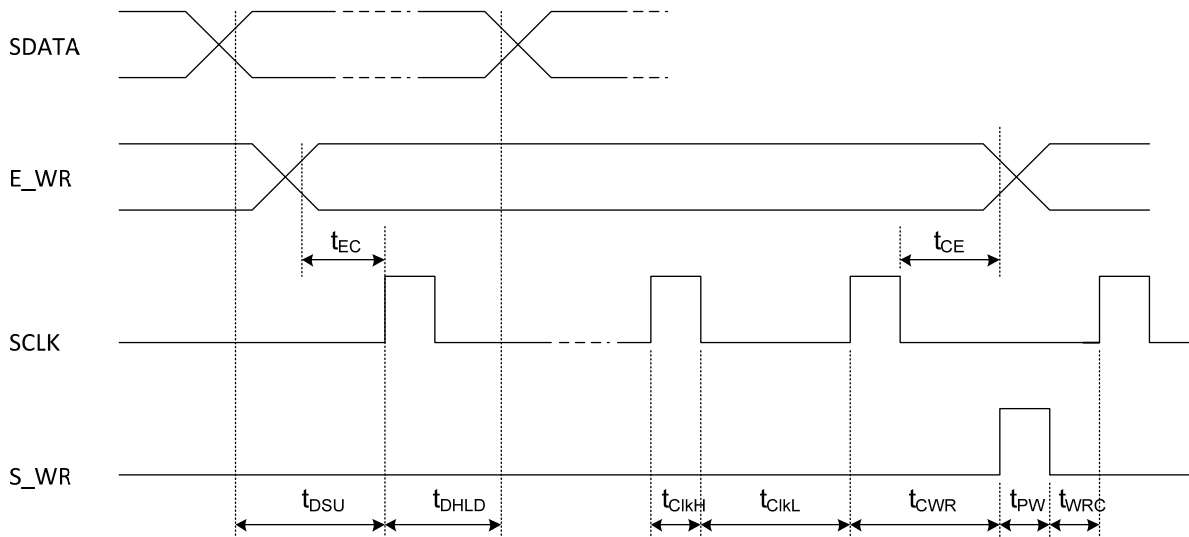 SDATA
E_WR
tEC
tCE
SCLK
S_WR
tDSU
tDHLD
tClkH
tClkL
tCWR
tPW
tWRC